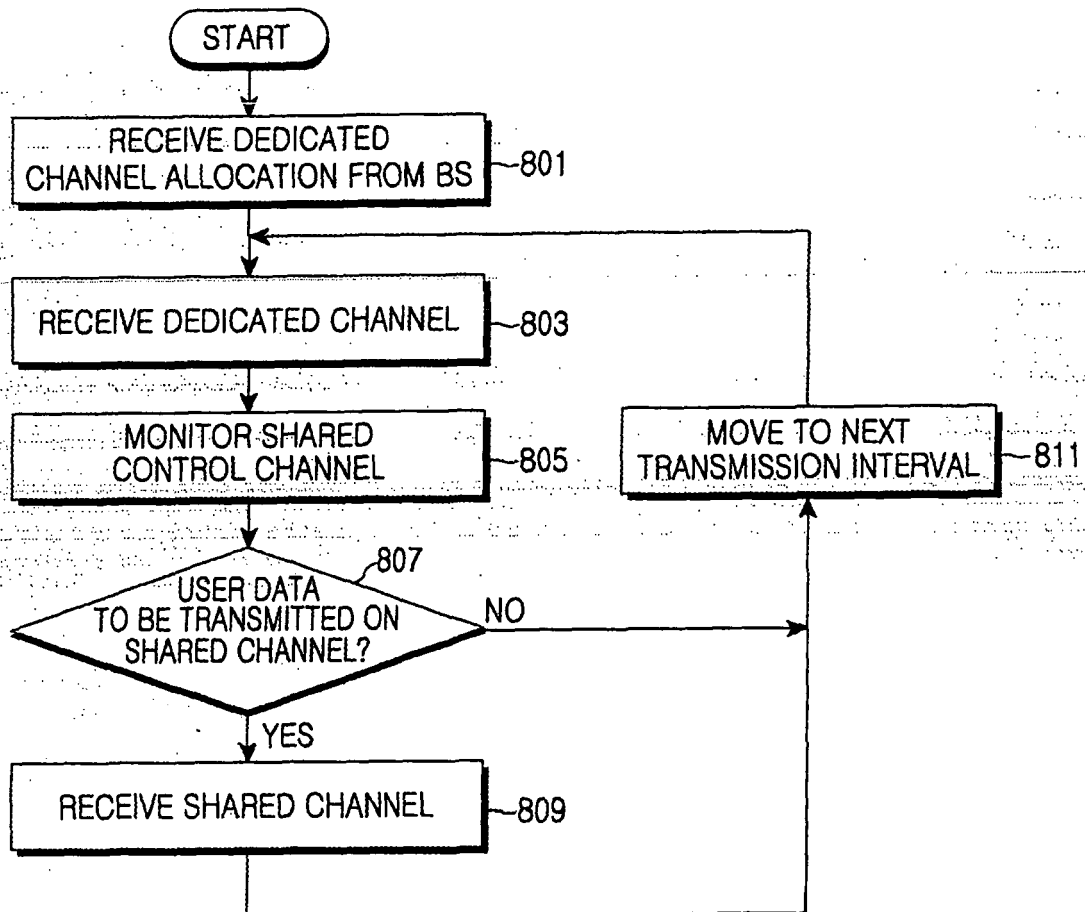 START
RECEIVE DEDICATED
CHANNEL ALLOCATION FROM BS
801
RECEIVE DEDICATED CHANNEL
803
MONITOR SHARED
CONTROL CHANNEL
805
MOVE TO NEXT
TRANSMISSION INTERVAL
811
807
USER DATA
TO BE TRANSMITTED ON
SHARED CHANNEL?
NO
YES
RECEIVE SHARED CHANNEL
809